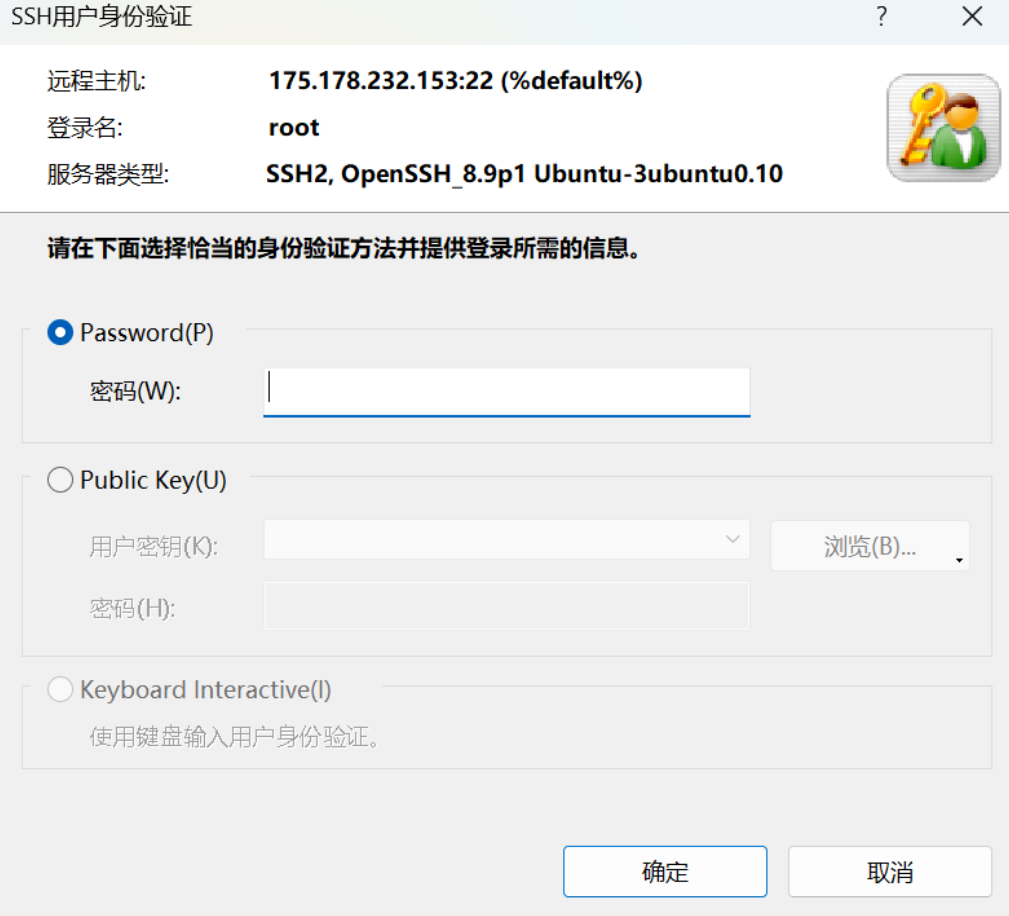 SSH用户身份验证
远程主机: 175.178.232.153:22 (%default%)
登录名: root
服务器类型: SSH2, OpenSSH_8.9p1 Ubuntu-3ubuntu0.10
请在下面选择恰当的身份验证方法并提供登录所需的信息。
Password(P)
密码(W):
Public Key(U)
用户密钥(K):
浏览(B)...
密码(H):
Keyboard Interactive(I)
使用键盘输入用户身份验证。
确定
取消